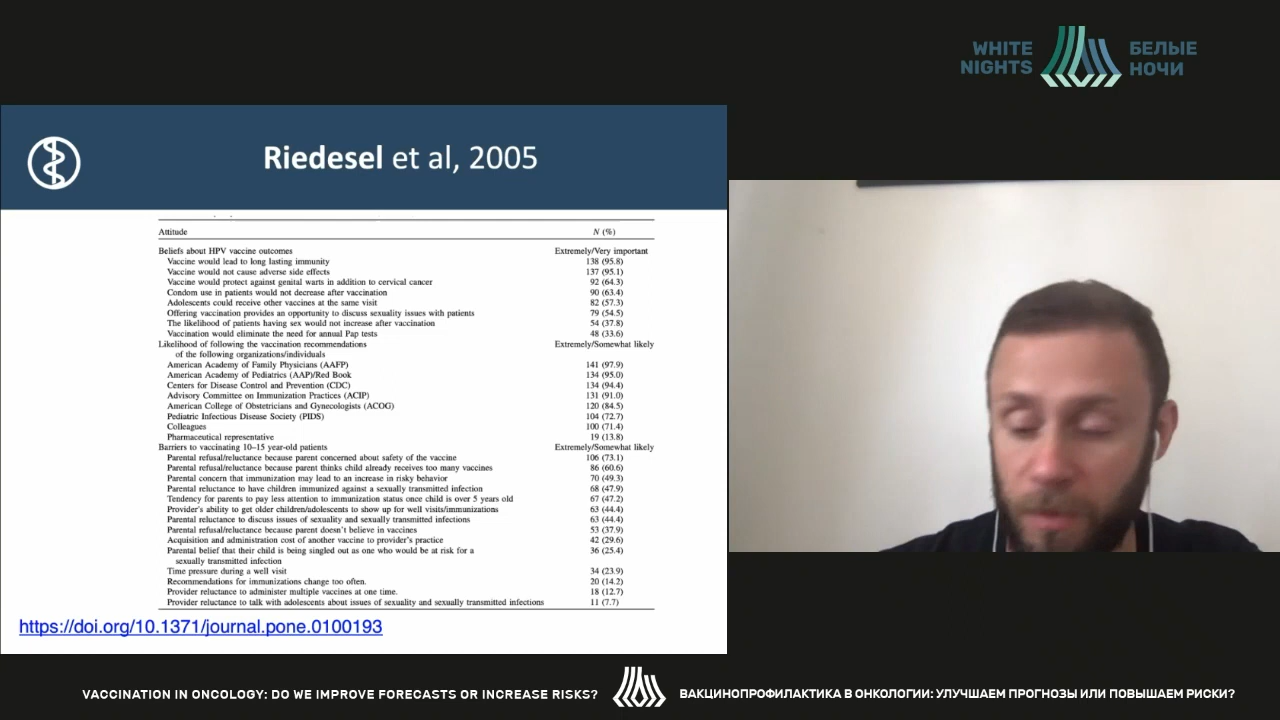 WHITE NIGHTS
БЕЛЫЕ НОЧИ
Riedesel et al, 2005
Attitude N (%)
Beliefs about HPV vaccine outcomes Extremely/Very important
Vaccine would lead to long lasting immunity 138 (95.8)
Vaccine would not cause adverse side effects 137 (95.1)
Vaccine would protect against genital warts in addition to cervical cancer 92 (64.3)
Condom use in patients would not decrease after vaccination 90 (63.4)
Adolescents could receive other vaccines at the same visit 82 (57.3)
Offering vaccination provides an opportunity to discuss sexuality issues with patients 79 (54.5)
The likelihood of patients having sex would not increase after vaccination 54 (37.8)
Vaccination would eliminate the need for annual Pap tests 48 (33.6)
Likelihood of following the vaccination recommendations Extremely/Somewhat likely
of the following organizations/individuals
American Academy of Family Physicians (AAFP) 141 (97.9)
American Academy of Pediatrics (AAP)/Red Book 134 (95.0)
Centers for Disease Control and Prevention (CDC) 134 (94.4)
Advisory Committee on Immunization Practices (ACIP) 131 (91.0)
American College of Obstetricians and Gynecologists (ACOG) 120 (84.5)
Pediatric Infectious Disease Society (PIDS) 104 (72.7)
Colleagues 100 (71.4)
Pharmaceutical representative 19 (13.8)
Barriers to vaccinating 10–15 year-old patients Extremely/Somewhat likely
Parental refusal/reluctance because parent concerned about safety of the vaccine 106 (73.1)
Parental refusal/reluctance because parent thinks child already receives too many vaccines 86 (60.6)
Parental concern that immunization may lead to an increase in risky behavior 70 (49.3)
Parental reluctance to have children immunized against a sexually transmitted infection 68 (47.9)
Tendency for parents to pay less attention to immunization status once child is over 5 years old 67 (47.2)
Provider's ability to get older children/adolescents to show up for well visits/immunizations 63 (44.4)
Parental reluctance to discuss issues of sexuality and sexually transmitted infections 63 (44.4)
Parental refusal/reluctance because parent doesn't believe in vaccines 53 (37.9)
Acquisition and administration cost of another vaccine to provider's practice 42 (29.6)
Parental belief that their child is being singled out as one who would be at risk for a 36 (25.4)
sexually transmitted infection
Time pressure during a well visit 34 (23.9)
Recommendations for immunizations change too often. 20 (14.2)
Provider reluctance to administer multiple vaccines at one time. 18 (12.7)
Provider reluctance to talk with adolescents about issues of sexuality and sexually transmitted infections 11 (7.7)
https://doi.org/10.1371/journal.pone.0100193
VACCINATION IN ONCOLOGY: DO WE IMPROVE FORECASTS OR INCREASE RISKS?
ВАКЦИНОПРОФИЛАКТИКА В ОНКОЛОГИИ: УЛУЧШАЕМ ПРОГНОЗЫ ИЛИ ПОВЫШАЕМ РИСКИ?